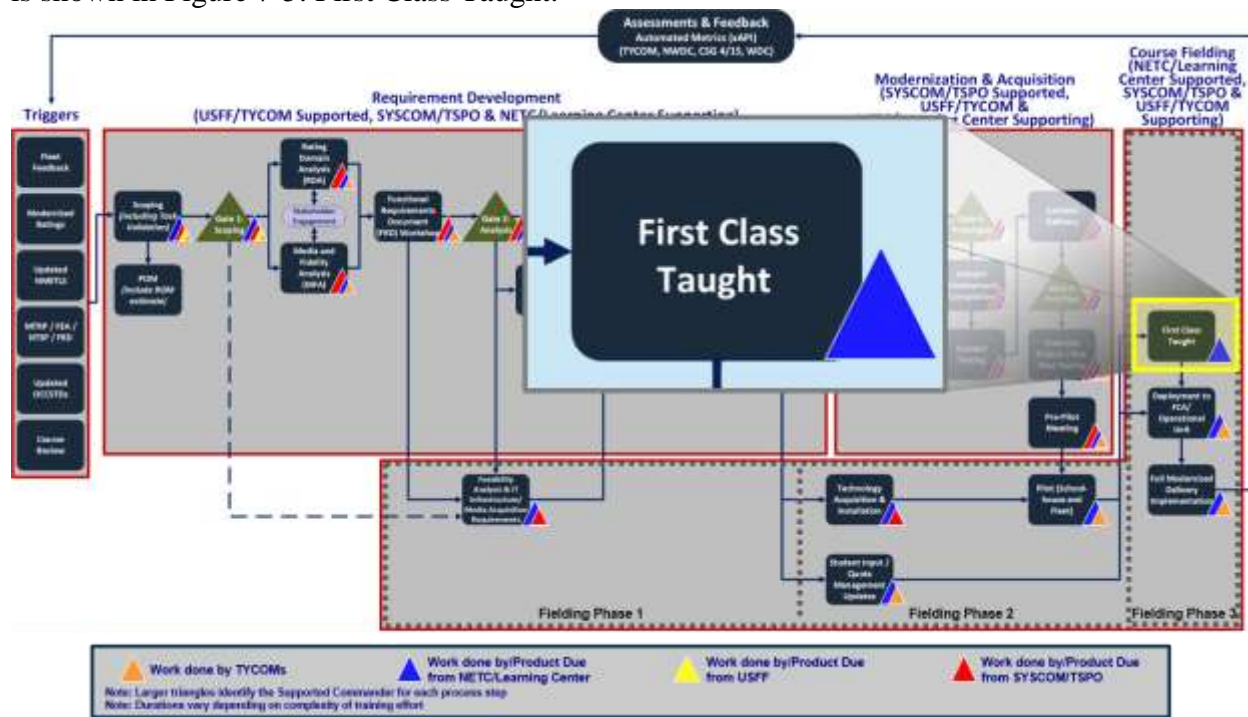 is shown in Figure 7-3: First Class Taught.
Assessments & Feedback
Automated Metrics (xAPI)
(TYCOM, NWDC, CSG 4/15, WDC)
Triggers
Requirement Development
(USFF/TYCOM Supported, SYSCOM/TSPO & NETC/Learning Center Supporting)
Modernization & Acquisition
(SYSCOM/TSPO Supported,
USFF/TYCOM &
Center Supporting)
Course Fielding
(NETC/Learning
Center Supported,
SYSCOM/TSPO &
USFF/TYCOM
Supporting)
Fleet
Feedback
Modernized
Ratings
Updated
NMETLs
MTRP / FEA /
NTSP / FRD
Updated
OCCSTDs
Course
Review
Scoping
(Including Task
Validation)
POM
(Include ROM
estimate)
Gate 1:
Scoping
Rating
Domain
Analysis
(RDA)
Stakeholder
Engagement
Media and
Fidelity
Analysis
(MFA)
Functional
Requirements
Document
(FRD) Workshop
Gate 2:
Analysis
First Class
Taught
Pre-Pilot
Meeting
First Class
Taught
Deployment to
FCA/
Operational
Unit
Full Modernized
Delivery
Implementation
Feasibility
Analysis & IT
Infrastructure/
Media Acquisition
Requirements
Technology
Acquisition &
Installation
Pilot (School-
house and
Fleet)
Student Input /
Quota
Management
Updates
Fielding Phase 1
Fielding Phase 2
Fielding Phase 3
Work done by TYCOMs
Work done by/Product Due
from NETC/Learning Center
Work done by/Product Due
from USFF
Work done by/Product Due
from SYSCOM/TSPO
Note: Larger triangles identify the Supported Commander for each process step
Note: Durations vary depending on complexity of training effort